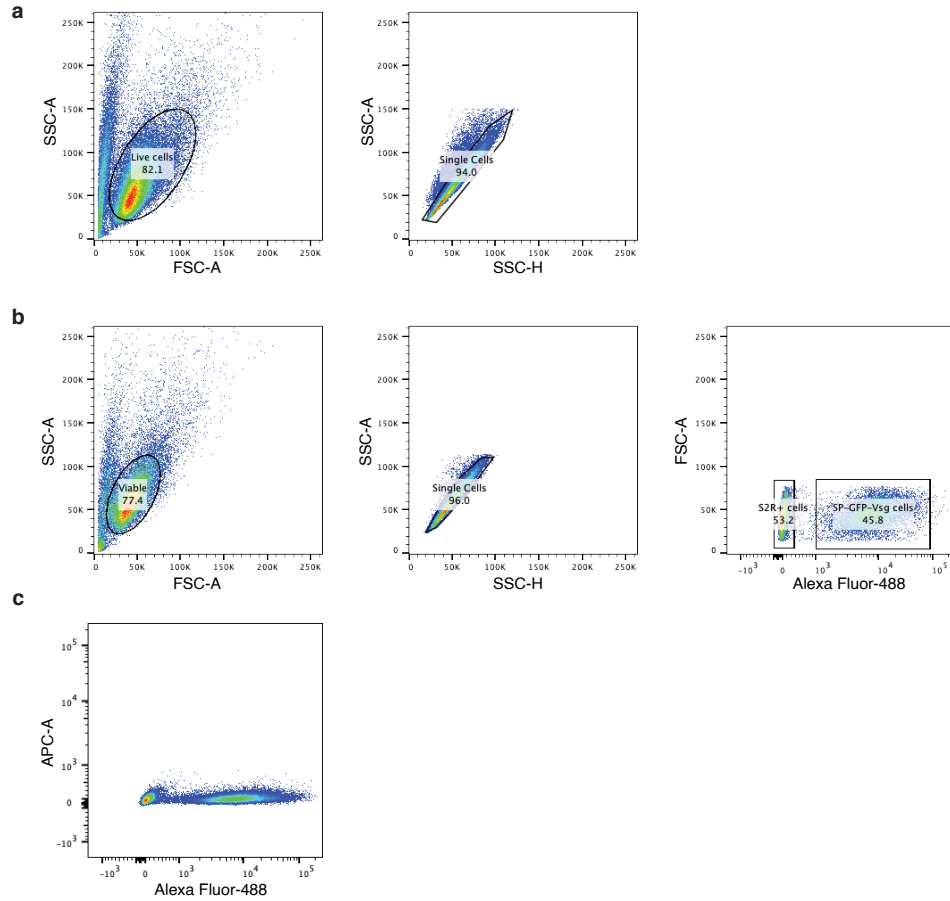 a
SSC-A
250K
200K
150K
100K
50K
0
Live cells
82.1
0 50K 100K 150K 200K 250K
FSC-A
SSC-A
250K
200K
150K
100K
50K
0
Single Cells
94.0
0 50K 100K 150K 200K 250K
SSC-H
b
SSC-A
250K
200K
150K
100K
50K
0
Viable
77.4
0 50K 100K 150K 200K 250K
FSC-A
SSC-A
250K
200K
150K
100K
50K
0
Single Cells
96.0
0 50K 100K 150K 200K 250K
SSC-H
FSC-A
250K
200K
150K
100K
50K
0
S2R+ cells
53.2
SP-GFP-Vsg cells
45.8
-10³ 0 10³ 10⁴ 10⁵
Alexa Fluor-488
c
APC-A
10⁵
10⁴
10³
0
-10³
-10³ 0 10³ 10⁴ 10⁵
Alexa Fluor-488